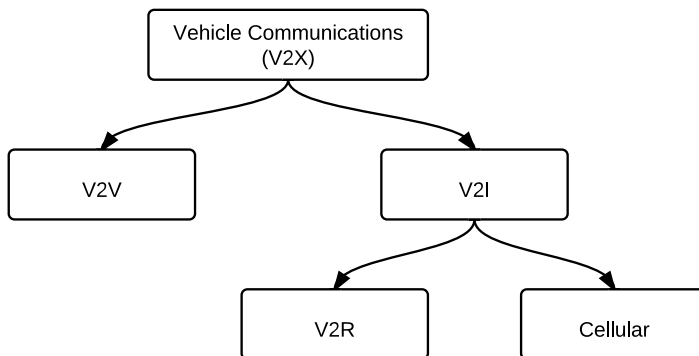 Vehicle Communications
(V2X)
V2V
V2I
V2R
Cellular